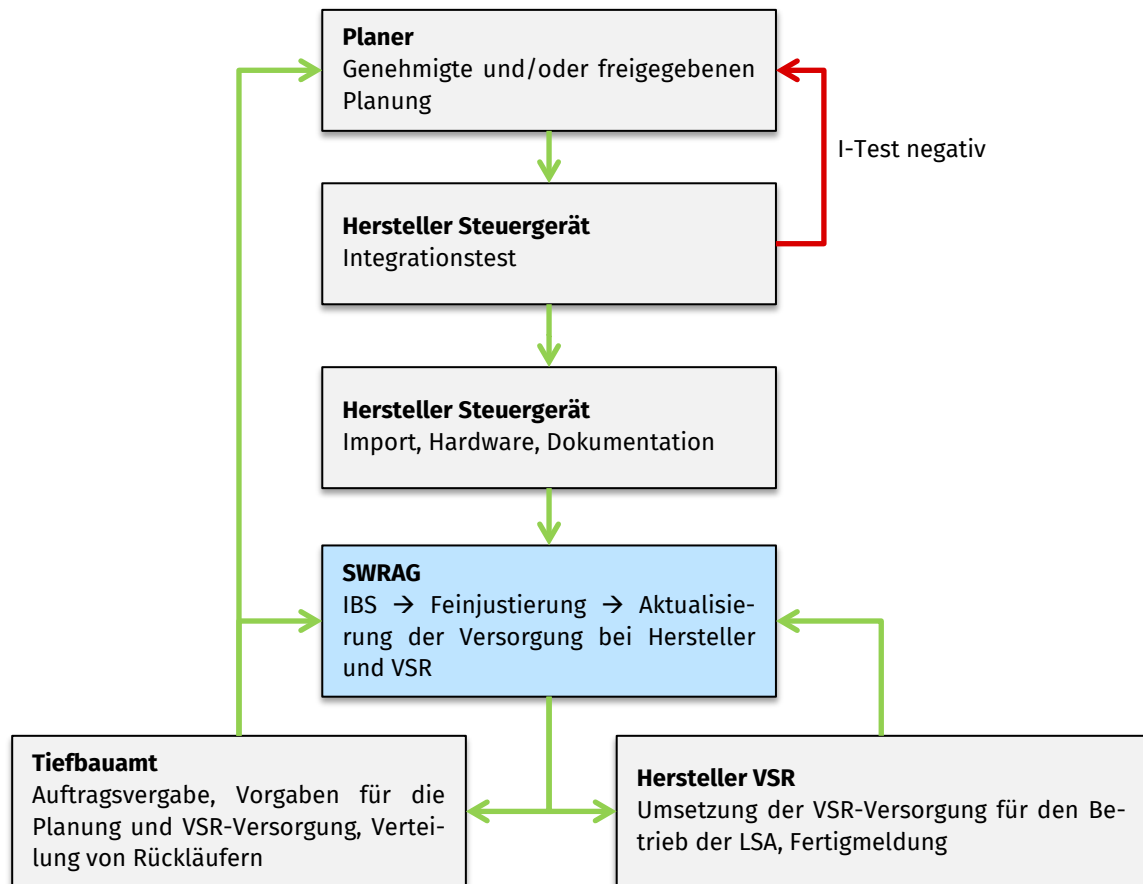 Planer
Genehmigte und/oder freigegebenen
Planung
I-Test negativ
Hersteller Steuergerät
Integrationstest
Hersteller Steuergerät
Import, Hardware, Dokumentation
SWRAG
IBS → Feinjustierung → Aktualisie-
rung der Versorgung bei Hersteller
und VSR
Tiefbauamt
Auftragsvergabe, Vorgaben für die
Planung und VSR-Versorgung, Vertei-
lung von Rückläufern
Hersteller VSR
Umsetzung der VSR-Versorgung für den Be-
trieb der LSA, Fertigmeldung